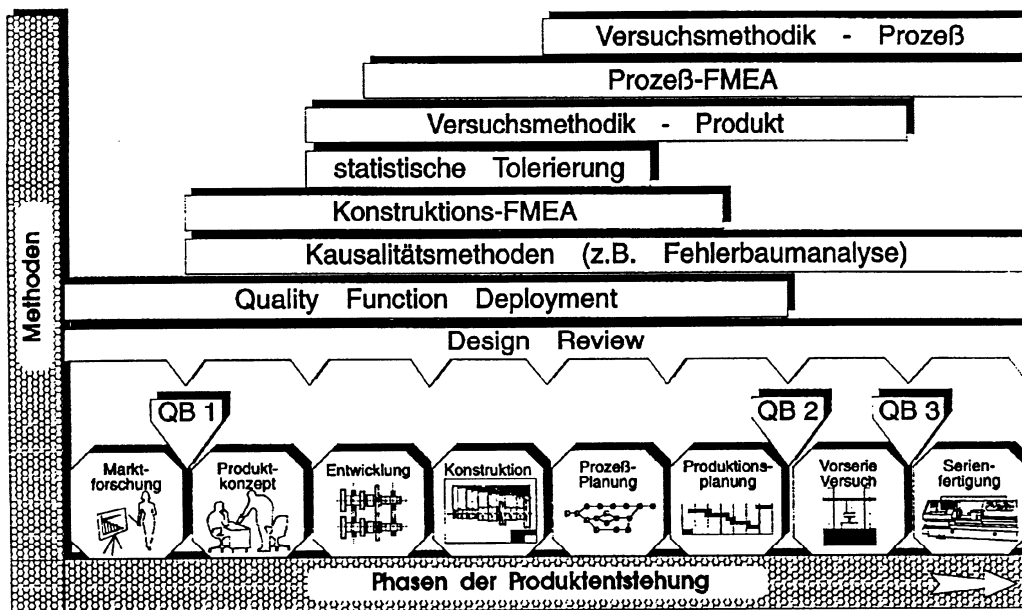 Versuchsmethodik - Prozeß
Prozeß-FMEA
Versuchsmethodik - Produkt
statistische Tolerierung
Konstruktions-FMEA
Kausalitätsmethoden (z.B. Fehlerbaumanalyse)
Quality Function Deployment
Design Review
Methoden
QB 1
QB 2
QB 3
Markt-
forschung
Produkt-
konzept
Entwicklung
Konstruktion
Prozeß-
Planung
Produktions-
planung
Vorserie
Versuch
Serien-
fertigung
Phasen der Produktentstehung